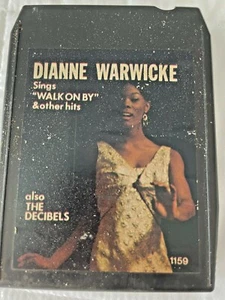 DIANNE WARWICKE
Sings
"WALK ON BY"
& other hits
also
THE
DECIBELS
1159